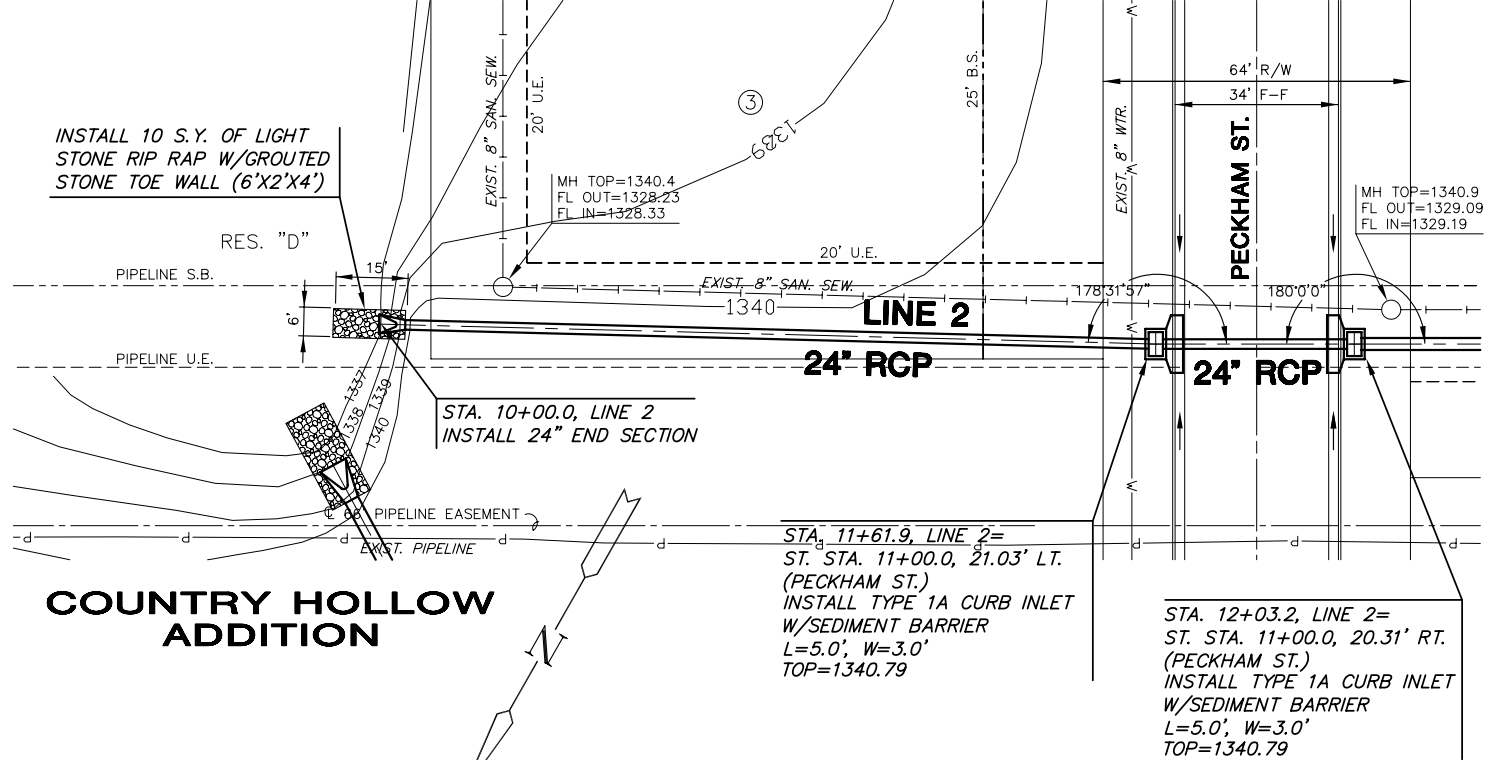 64' R/W
34' F-F
EXIST. 8" SAN. SEW.
20' U.E.
3
1339
25' B.S.
EXIST. 8" WTR.
W
W
W
W
W
PECKHAM ST.
INSTALL 10 S.Y. OF LIGHT
STONE RIP RAP W/GROUTED
STONE TOE WALL (6'X2'X4')
MH TOP=1340.4
FL OUT=1328.23
FL IN=1328.33
MH TOP=1340.9
FL OUT=1329.09
FL IN=1329.19
RES. "D"
20' U.E.
PIPELINE S.B.
15'
EXIST. 8" SAN. SEW.
178°31'57"
180°0'0"
1340
LINE 2
6'
PIPELINE U.E.
24" RCP
24" RCP
1337
1338
1339
1340
STA. 10+00.0, LINE 2
INSTALL 24" END SECTION
℄ 66' PIPELINE EASEMENT
EXIST. PIPELINE
P
P
P
P
P
P
P
P
P
P
STA. 11+61.9, LINE 2=
ST. STA. 11+00.0, 21.03' LT.
(PECKHAM ST.)
INSTALL TYPE 1A CURB INLET
W/SEDIMENT BARRIER
L=5.0', W=3.0'
TOP=1340.79
COUNTRY HOLLOW
ADDITION
N
STA. 12+03.2, LINE 2=
ST. STA. 11+00.0, 20.31' RT.
(PECKHAM ST.)
INSTALL TYPE 1A CURB INLET
W/SEDIMENT BARRIER
L=5.0', W=3.0'
TOP=1340.79